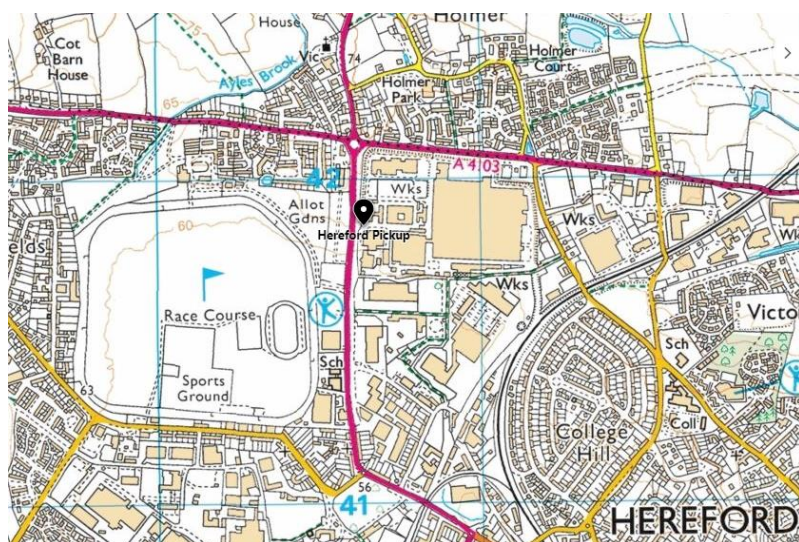 House
Holmer
Cot
Barn
House
75
Vic
74
Holmer
Court
Ayles Brook
Holmer
Park
65
A 4103
42
Wks
Allot
Gdns
Wks
60
Hereford Pickup
elds
Wks
Race Course
Victo
Sch
Sch
Sports
Ground
63
Coll
College
Hill
56
41
HEREFORD